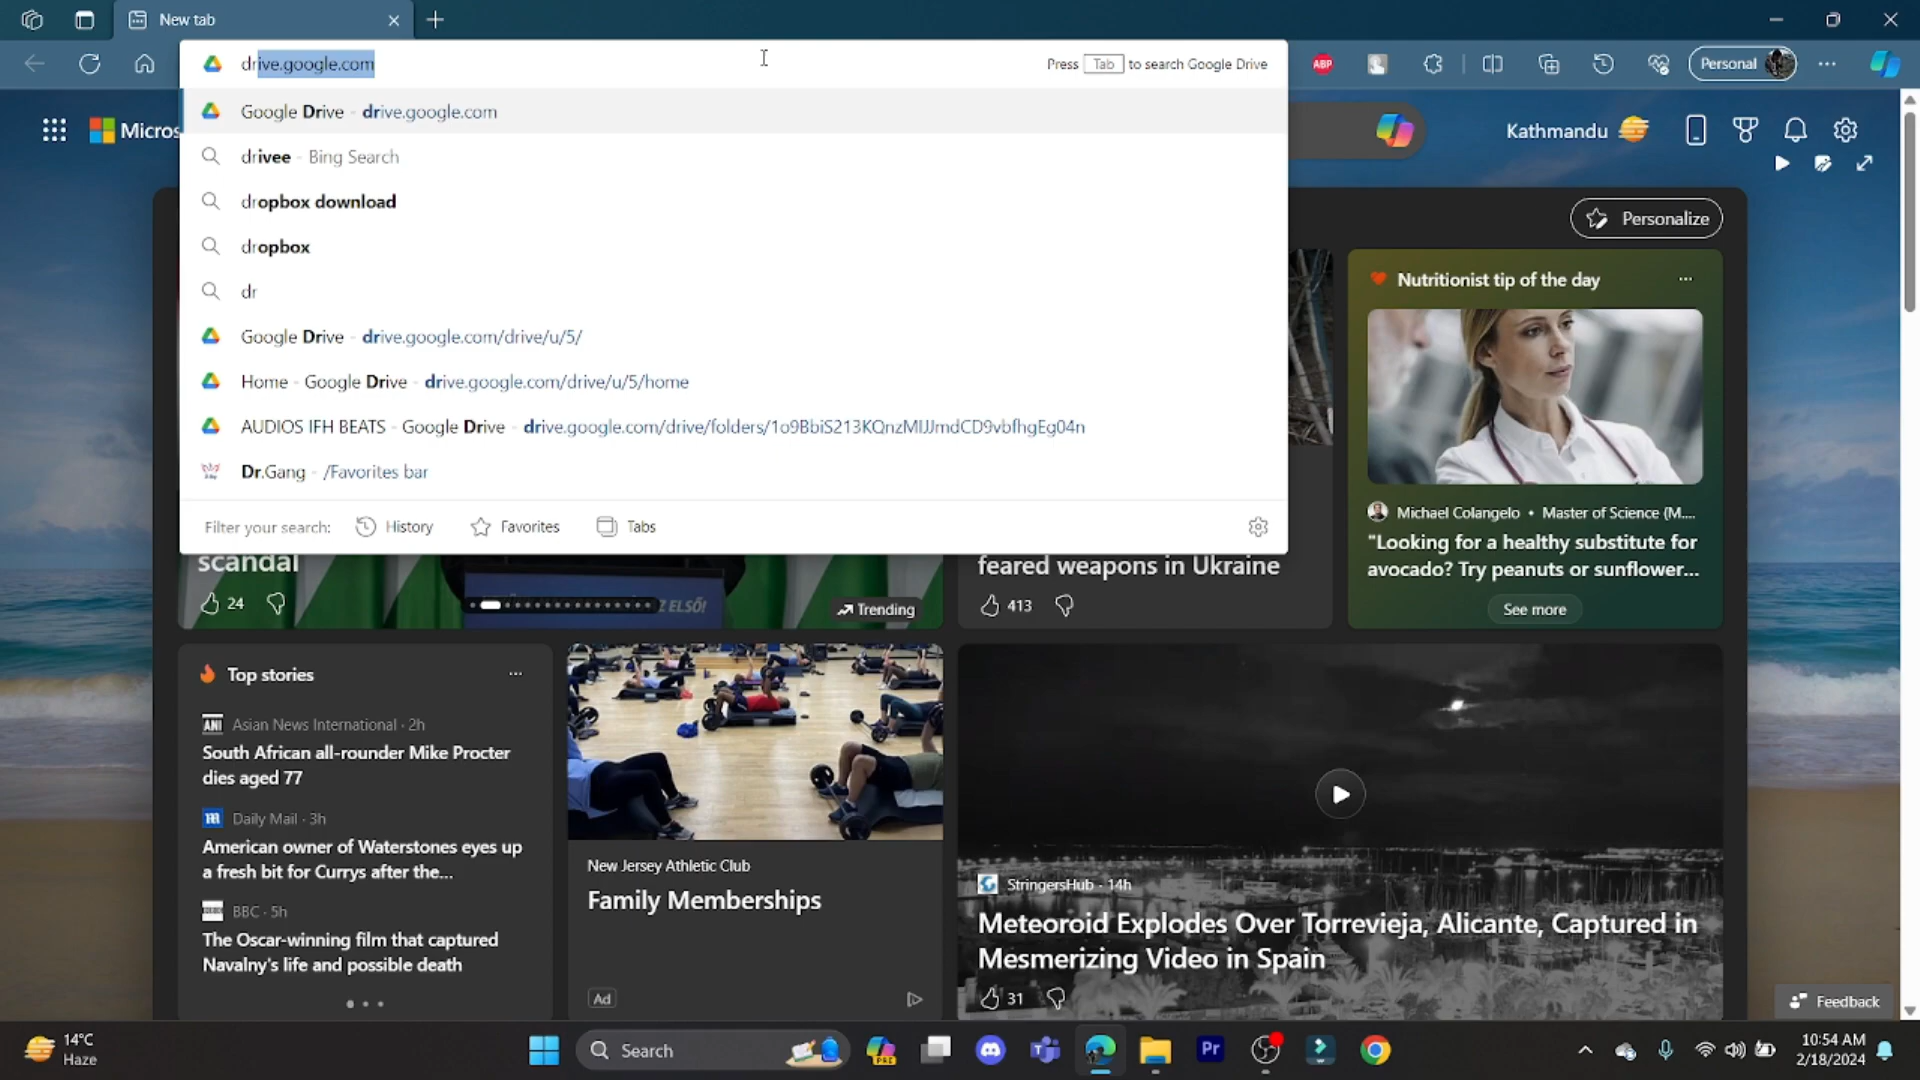 New tab
drive.google.com
Press Tab to search Google Drive
ABP
Personal
Google Drive - drive.google.com
drivee - Bing Search
dropbox download
dropbox
dr
Google Drive - drive.google.com/drive/u/5/
Home - Google Drive - drive.google.com/drive/u/5/home
AUDIOS IFH BEATS - Google Drive - drive.google.com/drive/folders/1o9BbiS213KQnzMIJJmdCD9vbfhgEg04n
Dr.Gang - /Favorites bar
Filter your search:
History
Favorites
Tabs
Micros
Kathmandu
Personalize
Nutritionist tip of the day
Michael Colangelo • Master of Science (M....
"Looking for a healthy substitute for
avocado? Try peanuts or sunflower...
See more
scandal
24
Z ELSŐ!
Trending
feared weapons in Ukraine
413
Top stories
ANI Asian News International · 2h
South African all-rounder Mike Procter
dies aged 77
Daily Mail · 3h
American owner of Waterstones eyes up
a fresh bit for Currys after the...
BBC · 5h
The Oscar-winning film that captured
Navalny's life and possible death
New Jersey Athletic Club
Family Memberships
Ad
StringersHub · 14h
Meteoroid Explodes Over Torrevieja, Alicante, Captured in
Mesmerizing Video in Spain
31
Feedback
14°C
Haze
Search
PRE
Pr
10:54 AM
2/18/2024